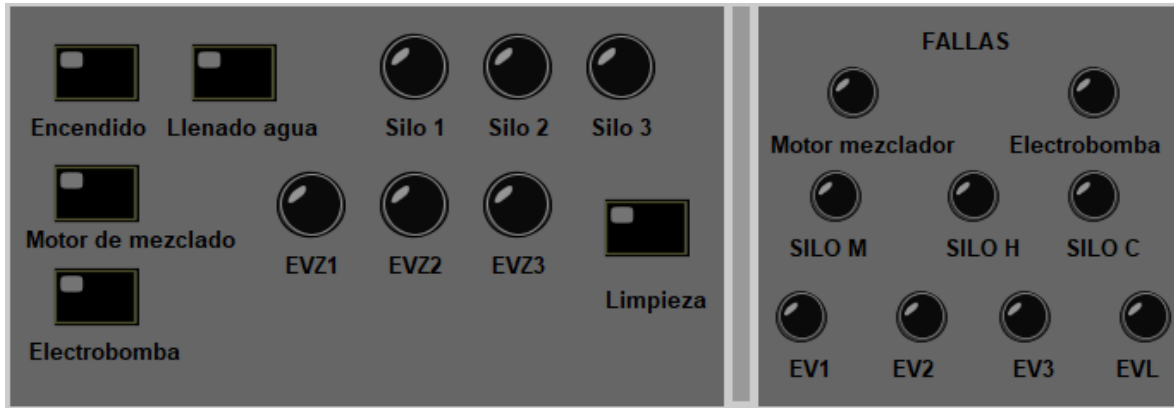 Encendido Llenado agua Silo 1 Silo 2 Silo 3
Motor de mezclado
EVZ1 EVZ2 EVZ3
Limpieza
Electrobomba
FALLAS
Motor mezclador Electrobomba
SILO M SILO H SILO C
EV1 EV2 EV3 EVL